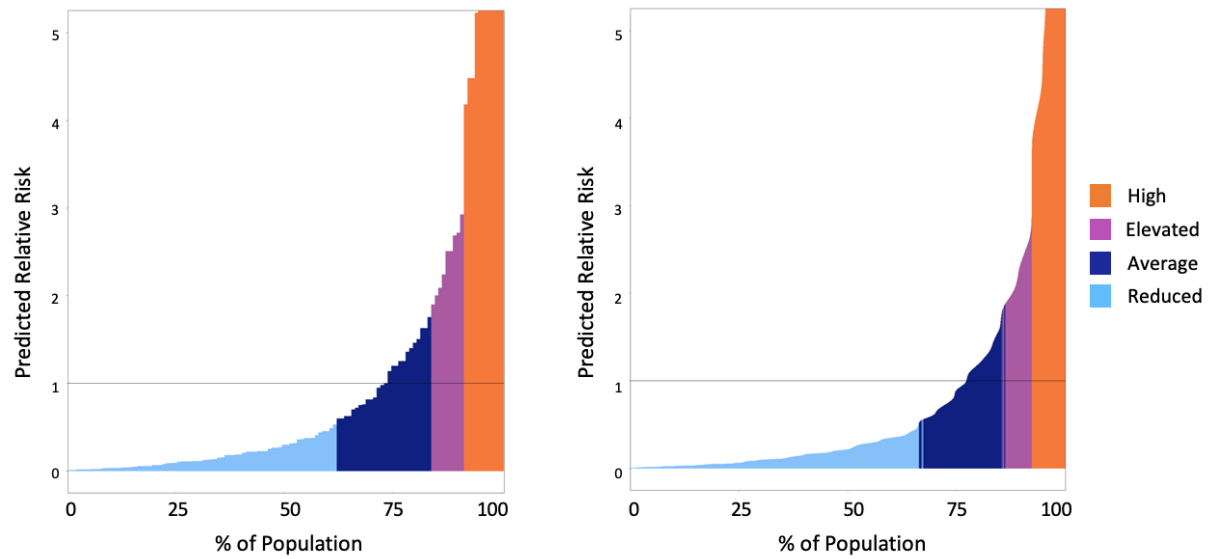 5
4
3
2
1
0
Predicted Relative Risk
0 25 50 75 100
% of Population
5
4
3
2
1
0
Predicted Relative Risk
0 25 50 75 100
% of Population
High
Elevated
Average
Reduced